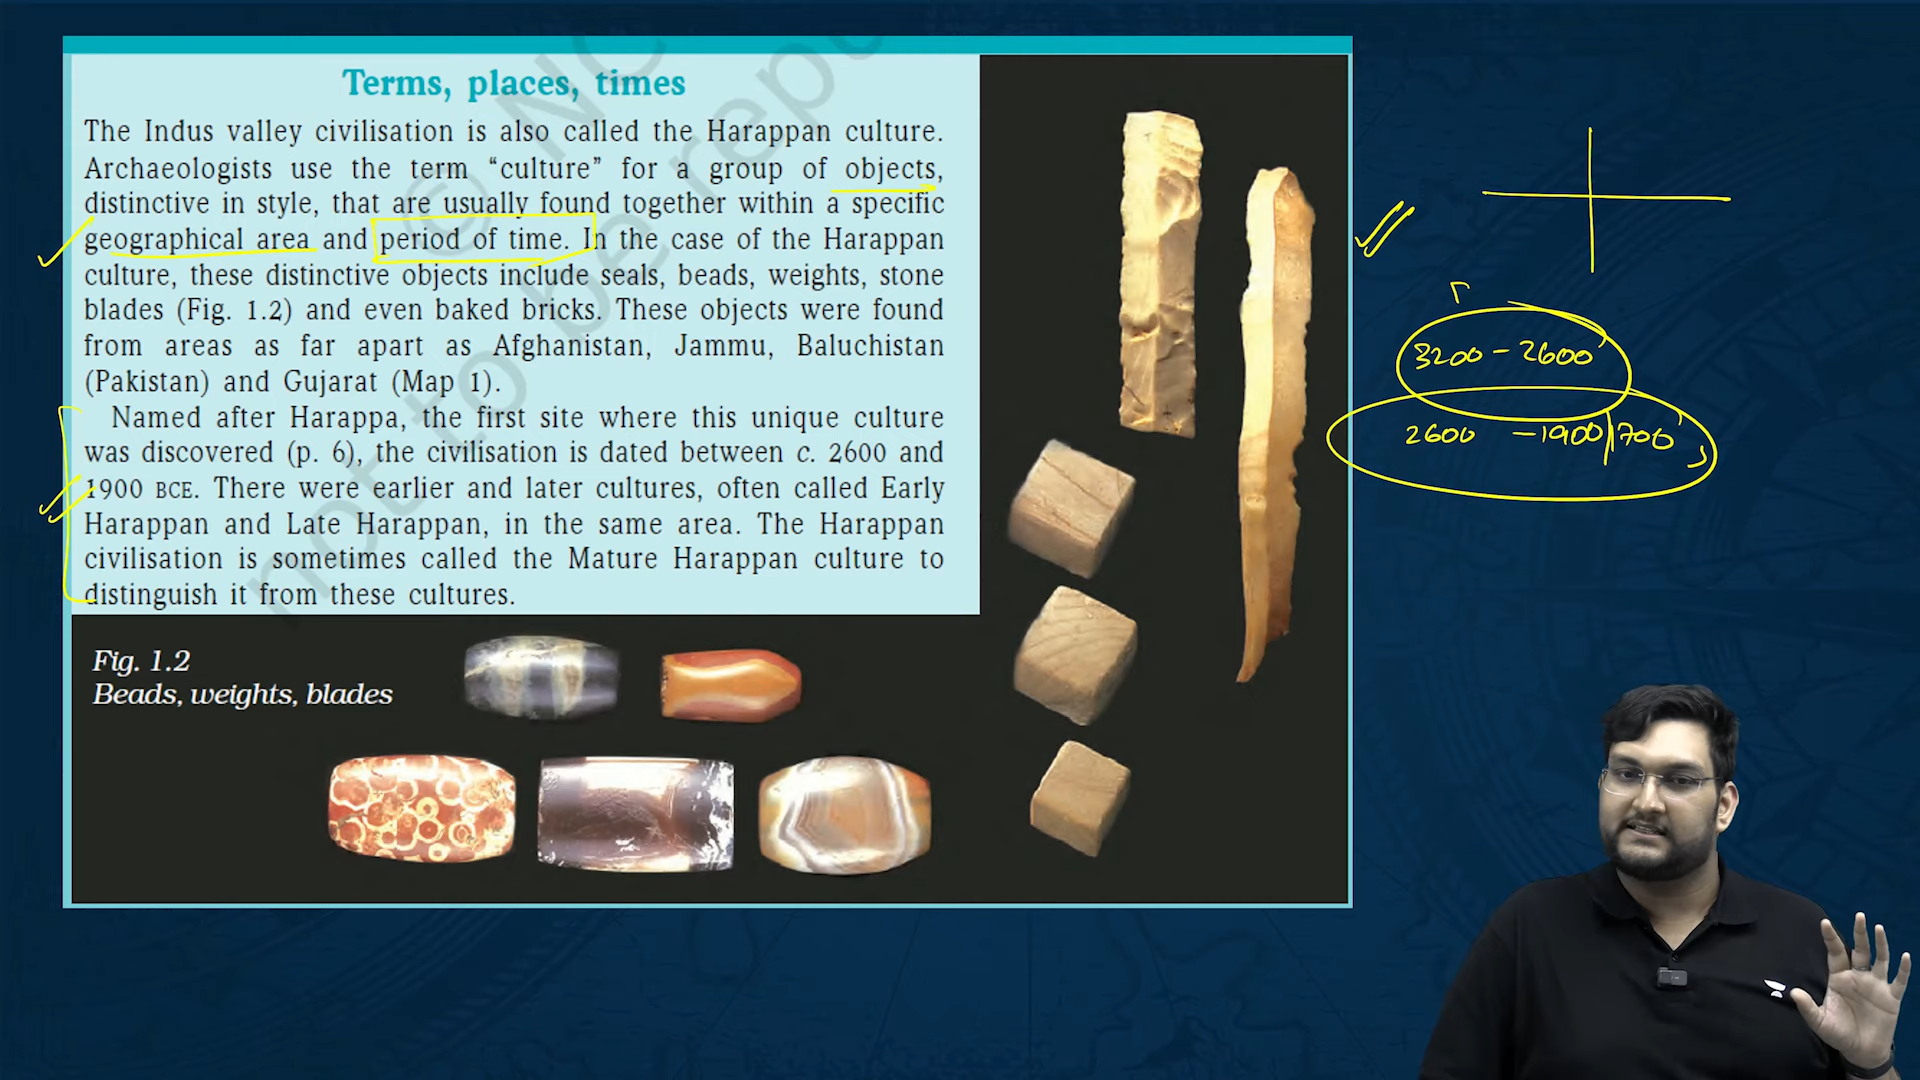 Terms, places, times
The Indus valley civilisation is also called the Harappan culture.
Archaeologists use the term “culture” for a group of objects,
distinctive in style, that are usually found together within a specific
geographical area and period of time. In the case of the Harappan
culture, these distinctive objects include seals, beads, weights, stone
blades (Fig. 1.2) and even baked bricks. These objects were found
from areas as far apart as Afghanistan, Jammu, Baluchistan
(Pakistan) and Gujarat (Map 1).
Named after Harappa, the first site where this unique culture
was discovered (p. 6), the civilisation is dated between c. 2600 and
1900 BCE. There were earlier and later cultures, often called Early
Harappan and Late Harappan, in the same area. The Harappan
civilisation is sometimes called the Mature Harappan culture to
distinguish it from these cultures.
Fig. 1.2
Beads, weights, blades
3200 - 2600
2600 - 1900 | 1700
© NC
not to be repu